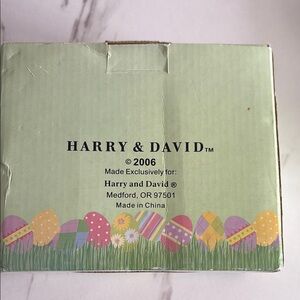 HARRY & DAVID™
© 2006
Made Exclusively for:
Harry and David ®
Medford, OR 97501
Made in China